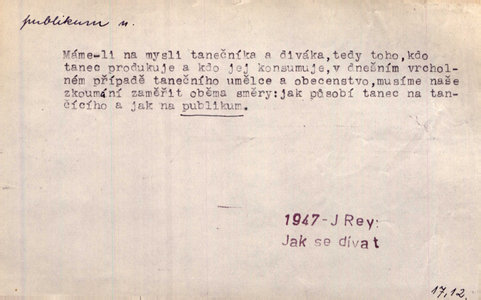 publikum n.
Máme-li na mysli tanečníka a diváka,tedy toho,kdo
tanec produkuje a kdo jej konsumuje,v dnešním vrchol-
ném případě tanečního umělce a obecenstvo,musíme naše
zkoumání zaměřit oběma směry:jak působí tanec na tan-
čícího a jak na publikum.
1947-J Rey:
Jak se dívat
17,12.